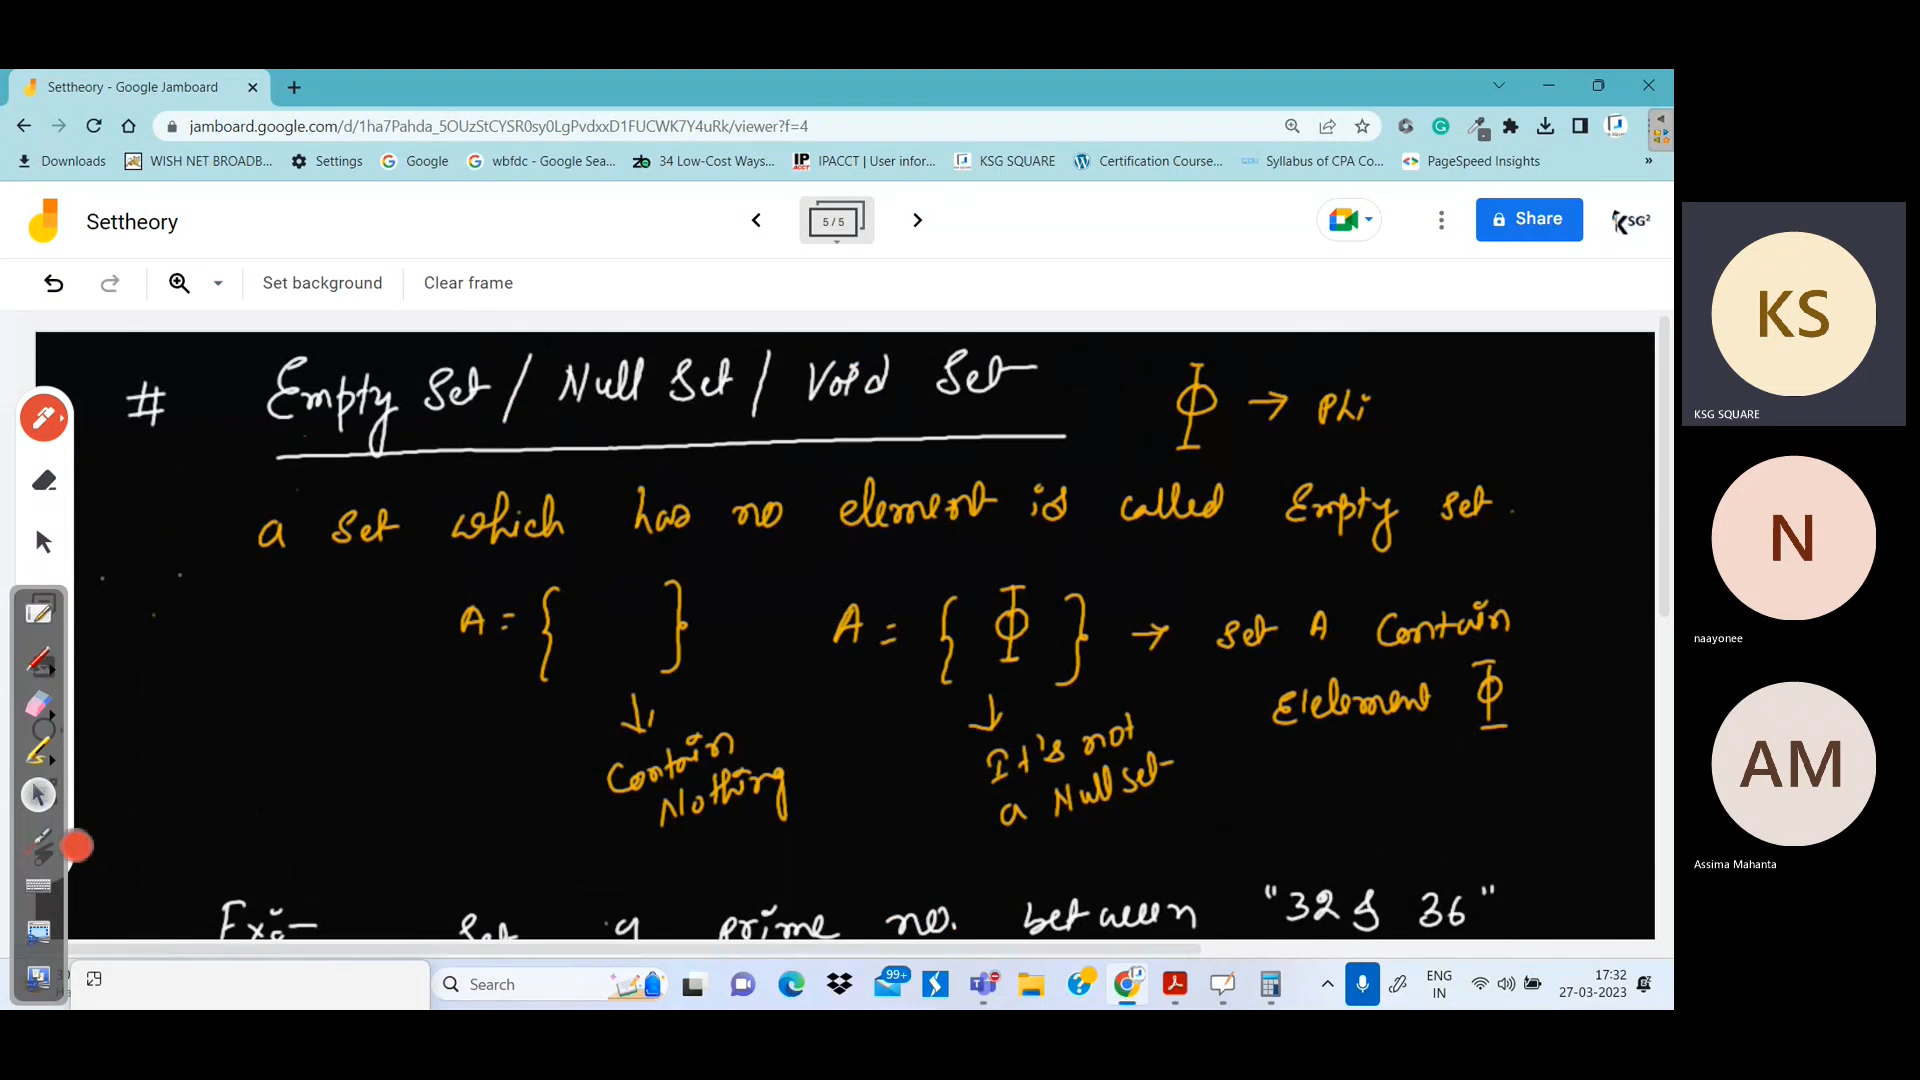 Settheory - Google Jamboard
jamboard.google.com/d/1ha7Pahda_5OUzStCYSR0sy0LgPvdxxD1FUCWK7Y4uRk/viewer?f=4
Downloads WISH NET BROADB... Settings Google wbfdc - Google Sea... 34 Low-Cost Ways... IPACCT | User infor... KSG SQUARE Certification Course... Syllabus of CPA Co... PageSpeed Insights »
Settheory 5 / 5 Share KSG²
Set background Clear frame
# Empty Set / Null Set / Void Set
Φ → Phi
a set which has no element is called Empty set.
A = { } A = { Φ } → set A Contain
Elelement Φ
↓ ↓
Contain Nothing
It's not a Null set
Ex:- Set of prime no. between "32 & 36"
KS
KSG SQUARE
N
naayonee
AM
Assima Mahanta
Search 99+ ENG
IN
17:32
27-03-2023